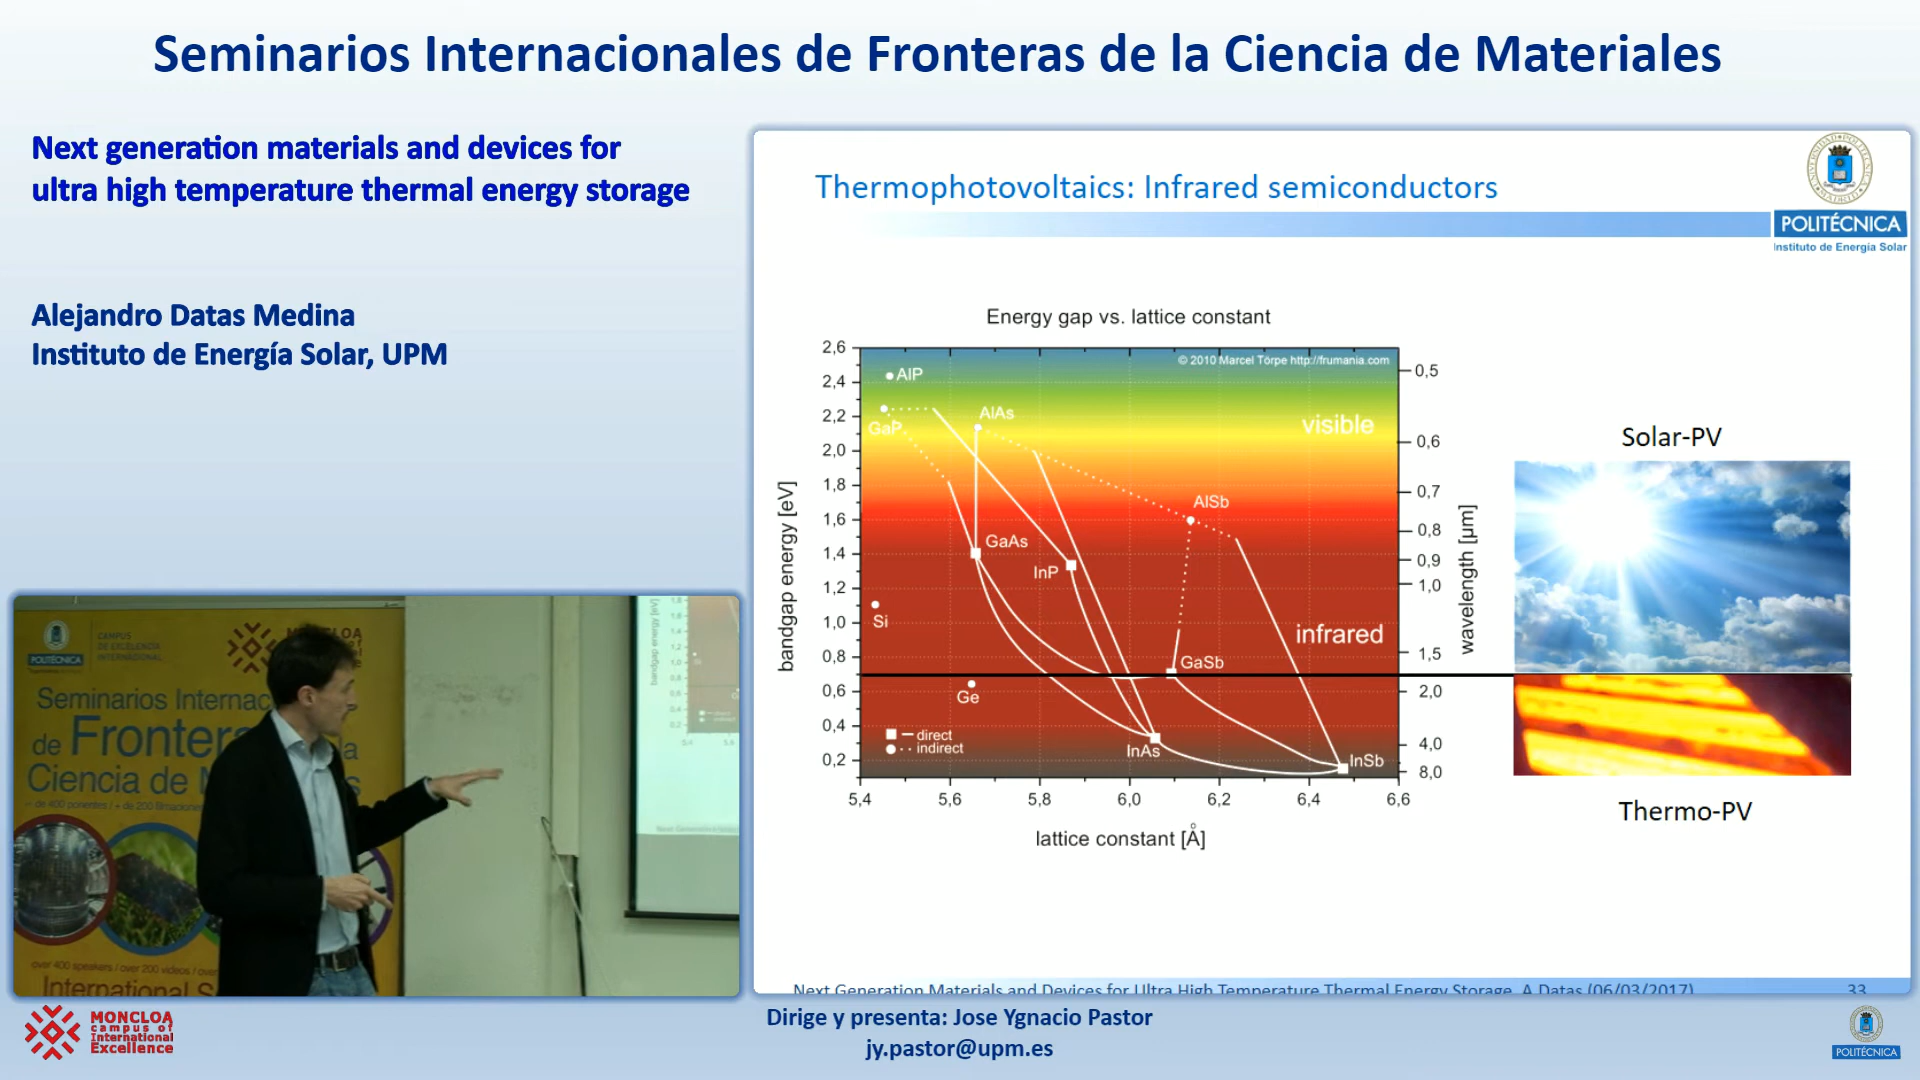 Seminarios Internacionales de Fronteras de la Ciencia de Materiales
Next generation materials and devices for
ultra high temperature thermal energy storage
Alejandro Datas Medina
Instituto de Energía Solar, UPM
Thermophotovoltaics: Infrared semiconductors
POLITÉCNICA
Instituto de Energía Solar
Energy gap vs. lattice constant
© 2010 Marcel Törpe http://frumania.com
bandgap energy [eV]
2,6
2,4
2,2
2,0
1,8
1,6
1,4
1,2
1,0
0,8
0,6
0,4
0,2
AlP
GaP
AlAs
visible
AlSb
GaAs
InP
Si
infrared
GaSb
Ge
InAs
InSb
direct
indirect
0,5
0,6
0,7
0,8
0,9
1,0
1,5
2,0
4,0
8,0
wavelength [µm]
5,4 5,6 5,8 6,0 6,2 6,4 6,6
lattice constant [Å]
Solar-PV
Thermo-PV
Next Generation Materials and Devices for Ultra High Temperature Thermal Energy Storage, A.Datas (06/03/2017) 33
POLITÉCNICA
CAMPUS
DE EXCELENCIA
INTERNACIONAL
Seminarios Internac
de Fronter
Ciencia de M
International S
MONCLOA
campus of
International
Excellence
Dirige y presenta: Jose Ygnacio Pastor
jy.pastor@upm.es
POLITÉCNICA